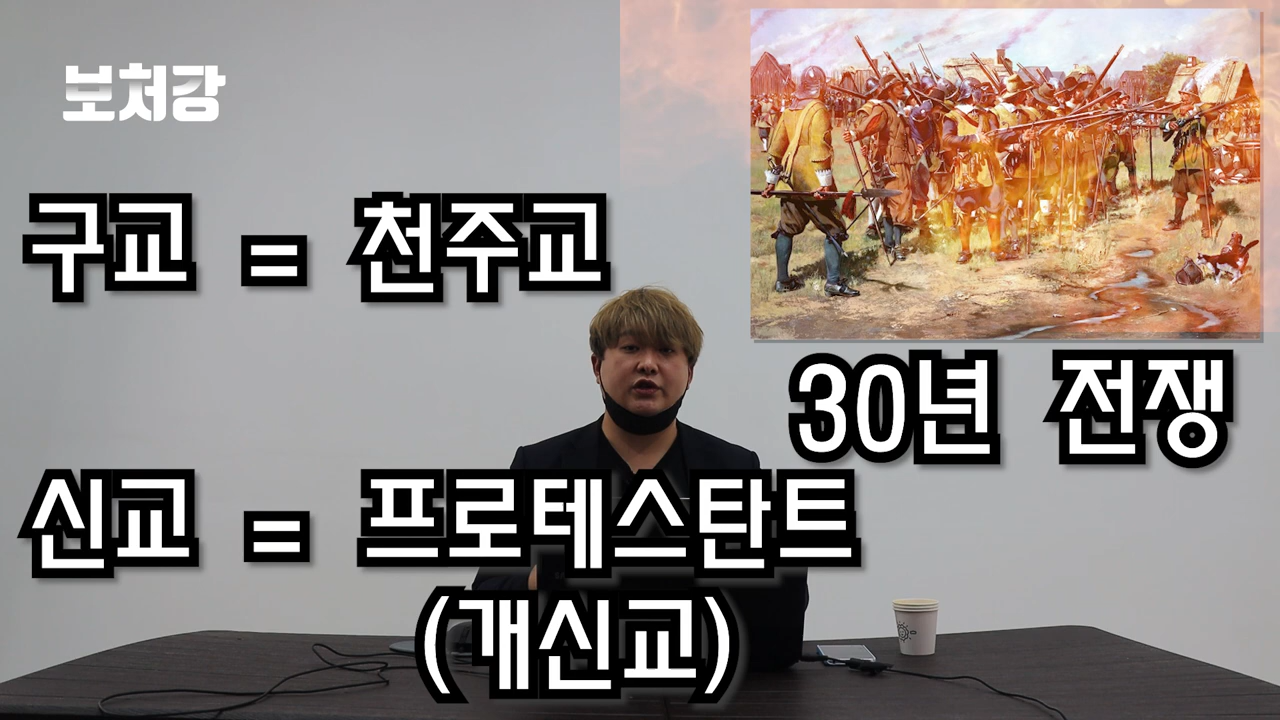 보처강
구교 = 천주교
30년 전쟁
신교 = 프로테스탄트
(개신교)